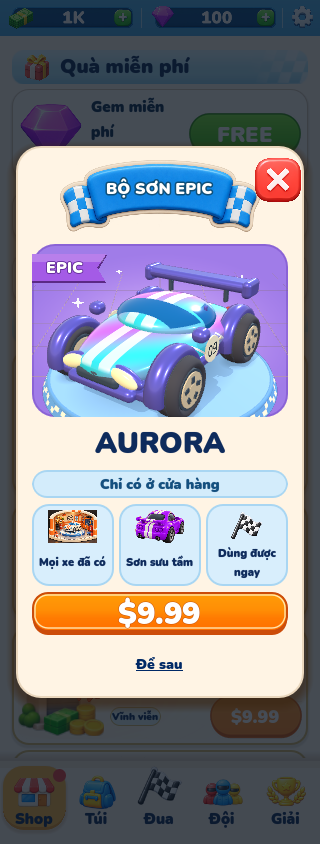 1K
100
Quà miễn phí
Gem miễn
phí
FREE
BỘ SƠN EPIC
EPIC
09
AURORA
Chỉ có ở cửa hàng
Mọi xe đã có
Sơn sưu tầm
Dùng được
ngay
$9.99
Để sau
Vĩnh viễn
$9.99
Shop
Túi
Đua
Đội
Giải